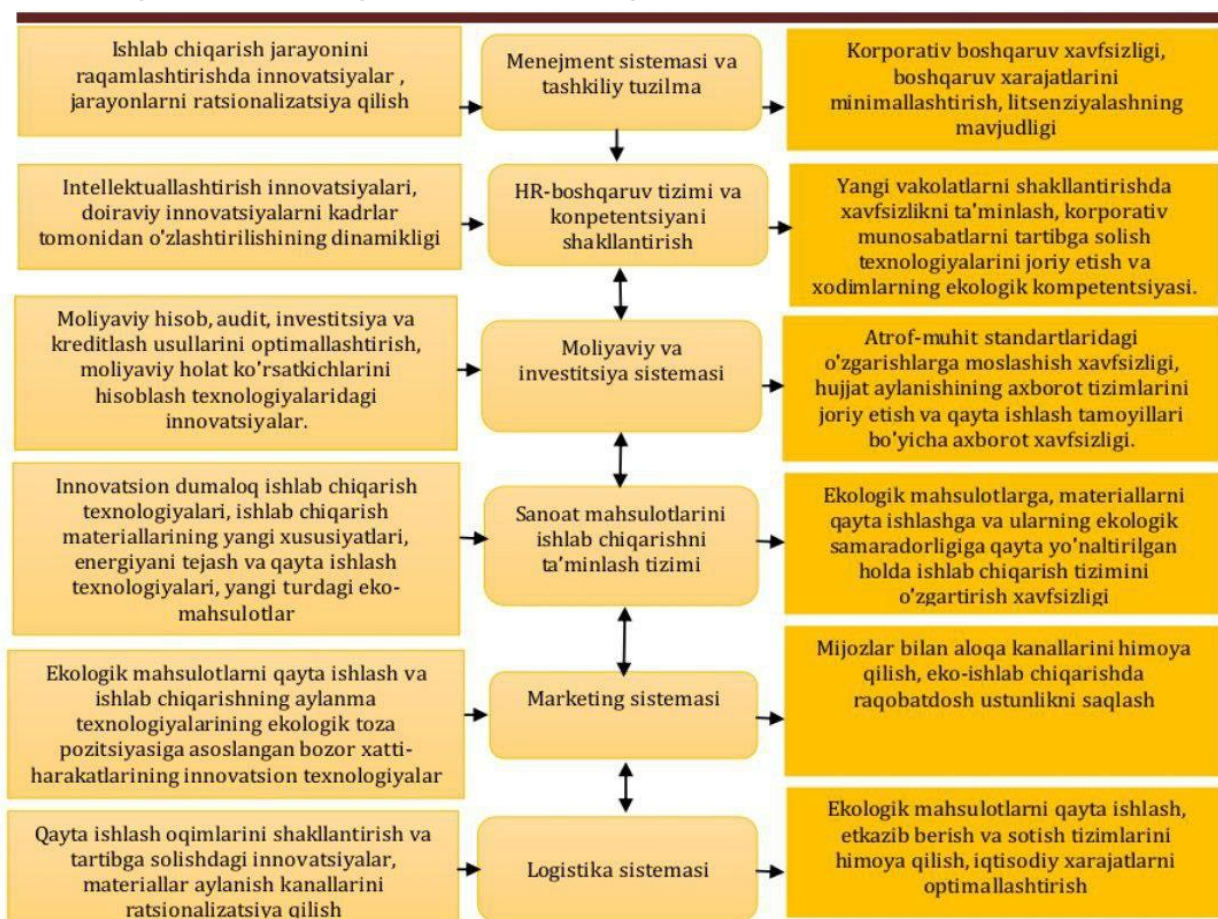 Ishlab chiqarish jarayonini
raqamlashtirishda innovatsiyalar ,
jarayonlarni ratsionalizatsiya qilish
Menejment sistemasi va
tashkiliy tuzilma
Korporativ boshqaruv xavfsizligi,
boshqaruv xarajatlarini
minimallashtirish, litsenziyalashning
mavjudligi
Intellektuallashtirish innovatsiyalari,
doiraviy innovatsiyalarni kadrlar
tomonidan o'zlashtirilishining dinamikligi
HR-boshqaruv tizimi va
konpetentsiyani
shakllantirish
Yangi vakolatlarni shakllantirishda
xavfsizlikni ta'minlash, korporativ
munosabatlarni tartibga solish
texnologiyalarini joriy etish va
xodimlarning ekologik kompetentsiyasi.
Moliyaviy hisob, audit, investitsiya va
kreditlash usullarini optimallashtirish,
moliyaviy holat ko'rsatkichlarini
hisoblash texnologiyalaridagi
innovatsiyalar.
Moliyaviy va
investitsiya sistemasi
Atrof-muhit standartlaridagi
o'zgarishlarga moslashish xavfsizligi,
hujjat aylanishining axborot tizimlarini
joriy etish va qayta ishlash tamoyillari
bo'yicha axborot xavfsizligi.
Innovatsion dumaloq ishlab chiqarish
texnologiyalari, ishlab chiqarish
materiallarining yangi xususiyatlari,
energiyani tejash va qayta ishlash
texnologiyalari, yangi turdagi eko-
mahsulotlar
Sanoat mahsulotlarini
ishlab chiqarishni
ta'minlash tizimi
Ekologik mahsulotlarga, materiallarni
qayta ishlashga va ularning ekologik
samaradorligiga qayta yo'naltirilgan
holda ishlab chiqarish tizimini
o'zgartirish xavfsizligi
Ekologik mahsulotlarni qayta ishlash va
ishlab chiqarishning aylanma
texnologiyalarining ekologik toza
pozitsiyasiga asoslangan bozor xatti-
harakatlarining innovatsion texnologiyalar
Marketing sistemasi
Mijozlar bilan aloqa kanallarini himoya
qilish, eko-ishlab chiqarishda
raqobatdosh ustunlikni saqlash
Qayta ishlash oqimlarini shakllantirish va
tartibga solishdagi innovatsiyalar,
materiallar aylanish kanallarini
ratsionalizatsiya qilish
Logistika sistemasi
Ekologik mahsulotlarni qayta ishlash,
etkazib berish va sotish tizimlarini
himoya qilish, iqtisodiy xarajatlarni
optimallashtirish